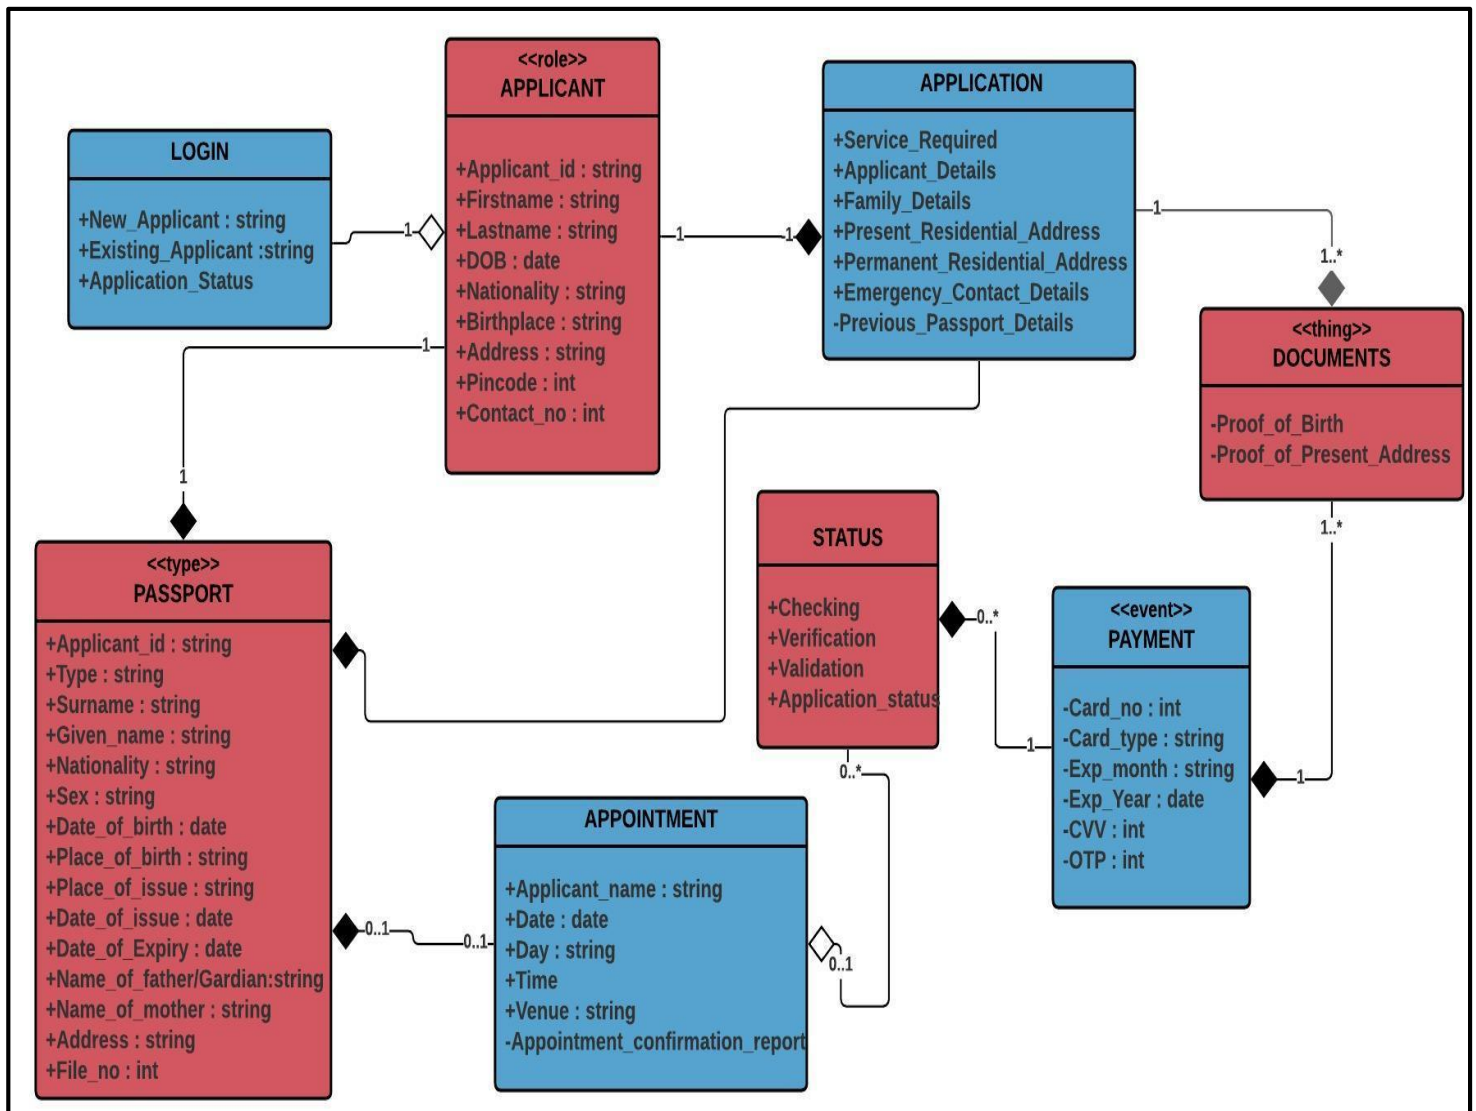 <<role>>
APPLICANT
+Applicant_id : string
+Firstname : string
+Lastname : string
+DOB : date
+Nationality : string
+Birthplace : string
+Address : string
+Pincode : int
+Contact_no : int
APPLICATION
+Service_Required
+Applicant_Details
+Family_Details
+Present_Residential_Address
+Permanent_Residential_Address
+Emergency_Contact_Details
-Previous_Passport_Details
LOGIN
+New_Applicant : string
+Existing_Applicant :string
+Application_Status
1
1
1
1
1..*
1
1
<<thing>>
DOCUMENTS
-Proof_of_Birth
-Proof_of_Present_Address
1..*
<<type>>
PASSPORT
+Applicant_id : string
+Type : string
+Surname : string
+Given_name : string
+Nationality : string
+Sex : string
+Date_of_birth : date
+Place_of_birth : string
+Place_of_issue : string
+Date_of_issue : date
+Date_of_Expiry : date
+Name_of_father/Gardian:string
+Name_of_mother : string
+Address : string
+File_no : int
STATUS
+Checking
+Verification
+Validation
+Application_status
0..*
1
0..*
<<event>>
PAYMENT
-Card_no : int
-Card_type : string
-Exp_month : string
-Exp_Year : date
-CVV : int
-OTP : int
1
APPOINTMENT
+Applicant_name : string
+Date : date
+Day : string
+Time
+Venue : string
-Appointment_confirmation_report
0..1
0..1
0..1